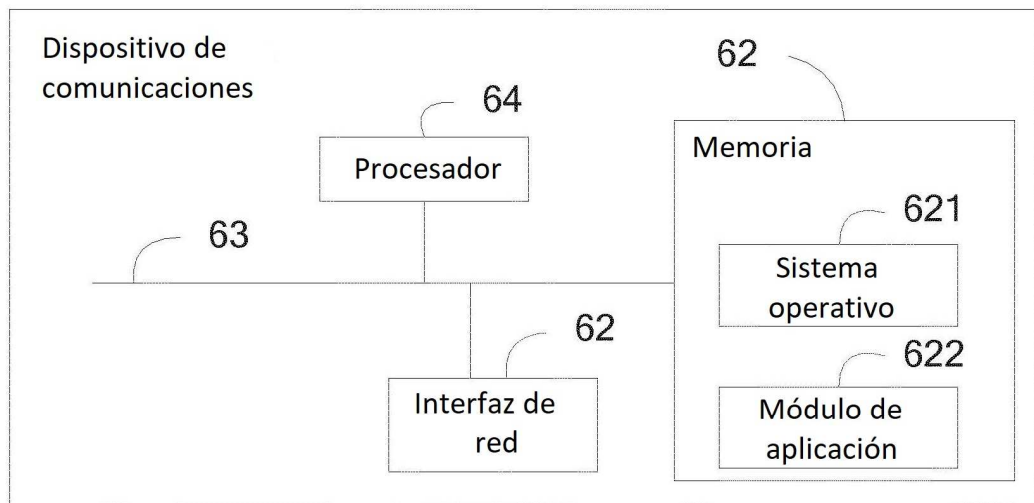 Dispositivo de
comunicaciones
62
64
Memoria
Procesador
621
63
Sistema
operativo
62
622
Interfaz de
red
Módulo de
aplicación